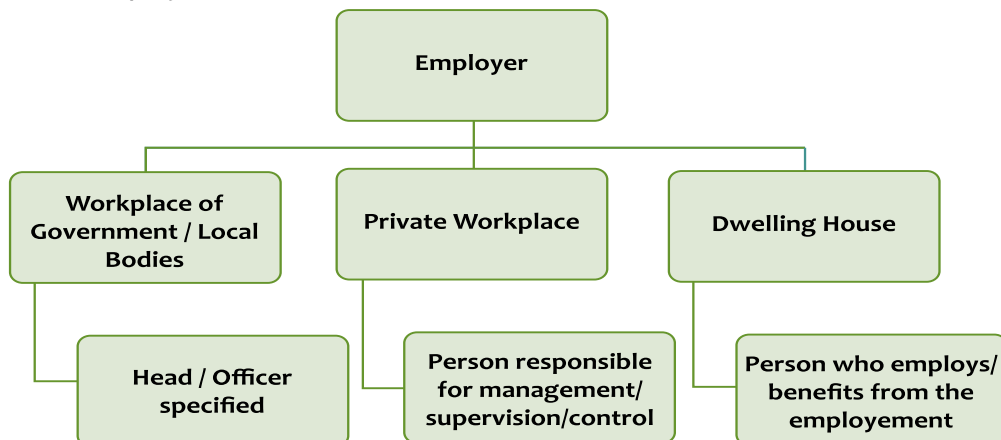 Employer
Workplace of
Government / Local
Bodies
Private Workplace
Dwelling House
Head / Officer
specified
Person responsible
for management/
supervision/control
Person who employs/
benefits from the
employement